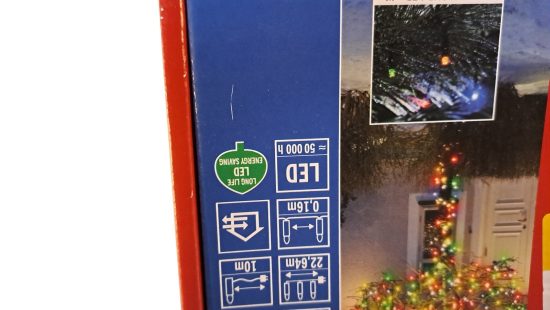 22,64m
10m
0,16m
LED
≈ 50 000 h
LONG LIFE
LED
ENERGY SAVING